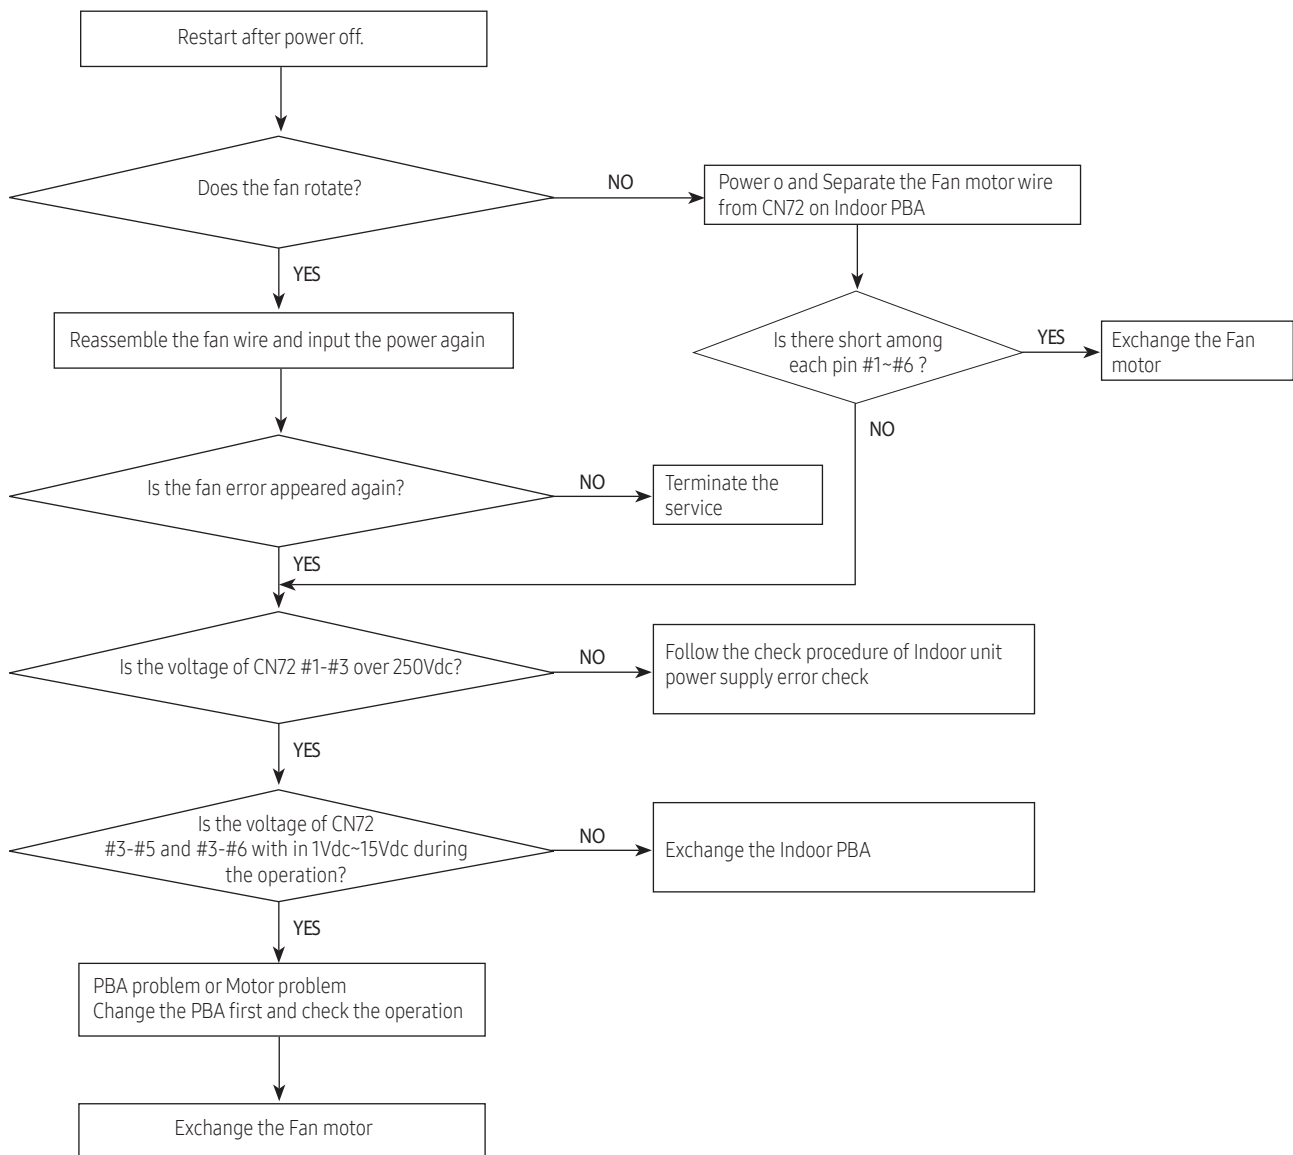 Restart after power off.
Does the fan rotate?
NO
Power o and Separate the Fan motor wire
from CN72 on Indoor PBA
YES
Reassemble the fan wire and input the power again
Is there short among
each pin #1~#6 ?
YES
Exchange the Fan
motor
NO
Is the fan error appeared again?
NO
Terminate the
service
YES
Is the voltage of CN72 #1-#3 over 250Vdc?
NO
Follow the check procedure of Indoor unit
power supply error check
YES
Is the voltage of CN72
#3-#5 and #3-#6 with in 1Vdc~15Vdc during
the operation?
NO
Exchange the Indoor PBA
YES
PBA problem or Motor problem
Change the PBA first and check the operation
Exchange the Fan motor